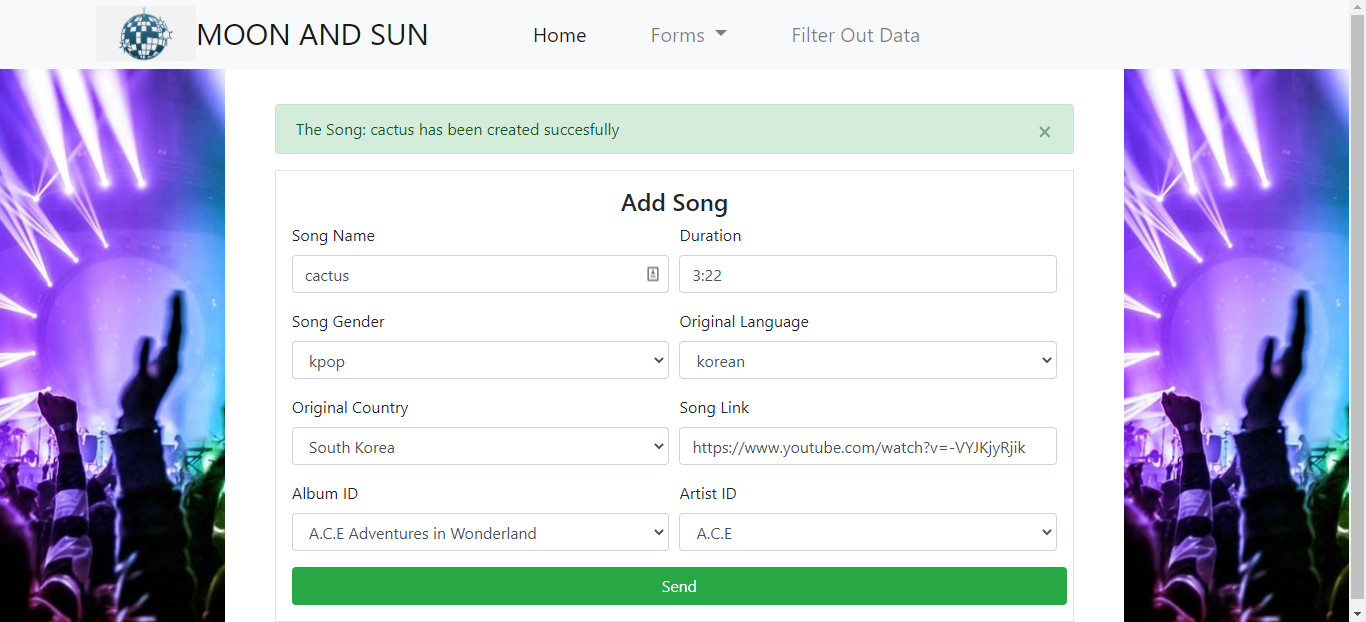 MOON AND SUN
Home
Forms
Filter Out Data
The Song: cactus has been created succesfully
×
Add Song
Song Name
Duration
cactus
3:22
Song Gender
Original Language
kpop
korean
Original Country
Song Link
South Korea
https://www.youtube.com/watch?v=-VYJKjyRjik
Album ID
Artist ID
A.C.E Adventures in Wonderland
A.C.E
Send